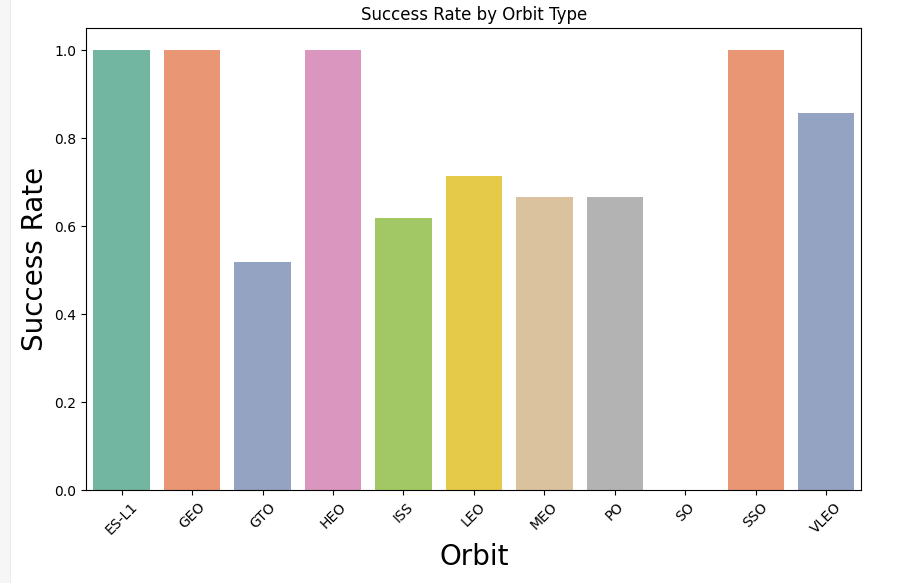 Success Rate by Orbit Type
Success Rate
1.0
0.8
0.6
0.4
0.2
0.0
ES-L1 GEO GTO HEO ISS LEO MEO PO SO SSO VLEO
Orbit